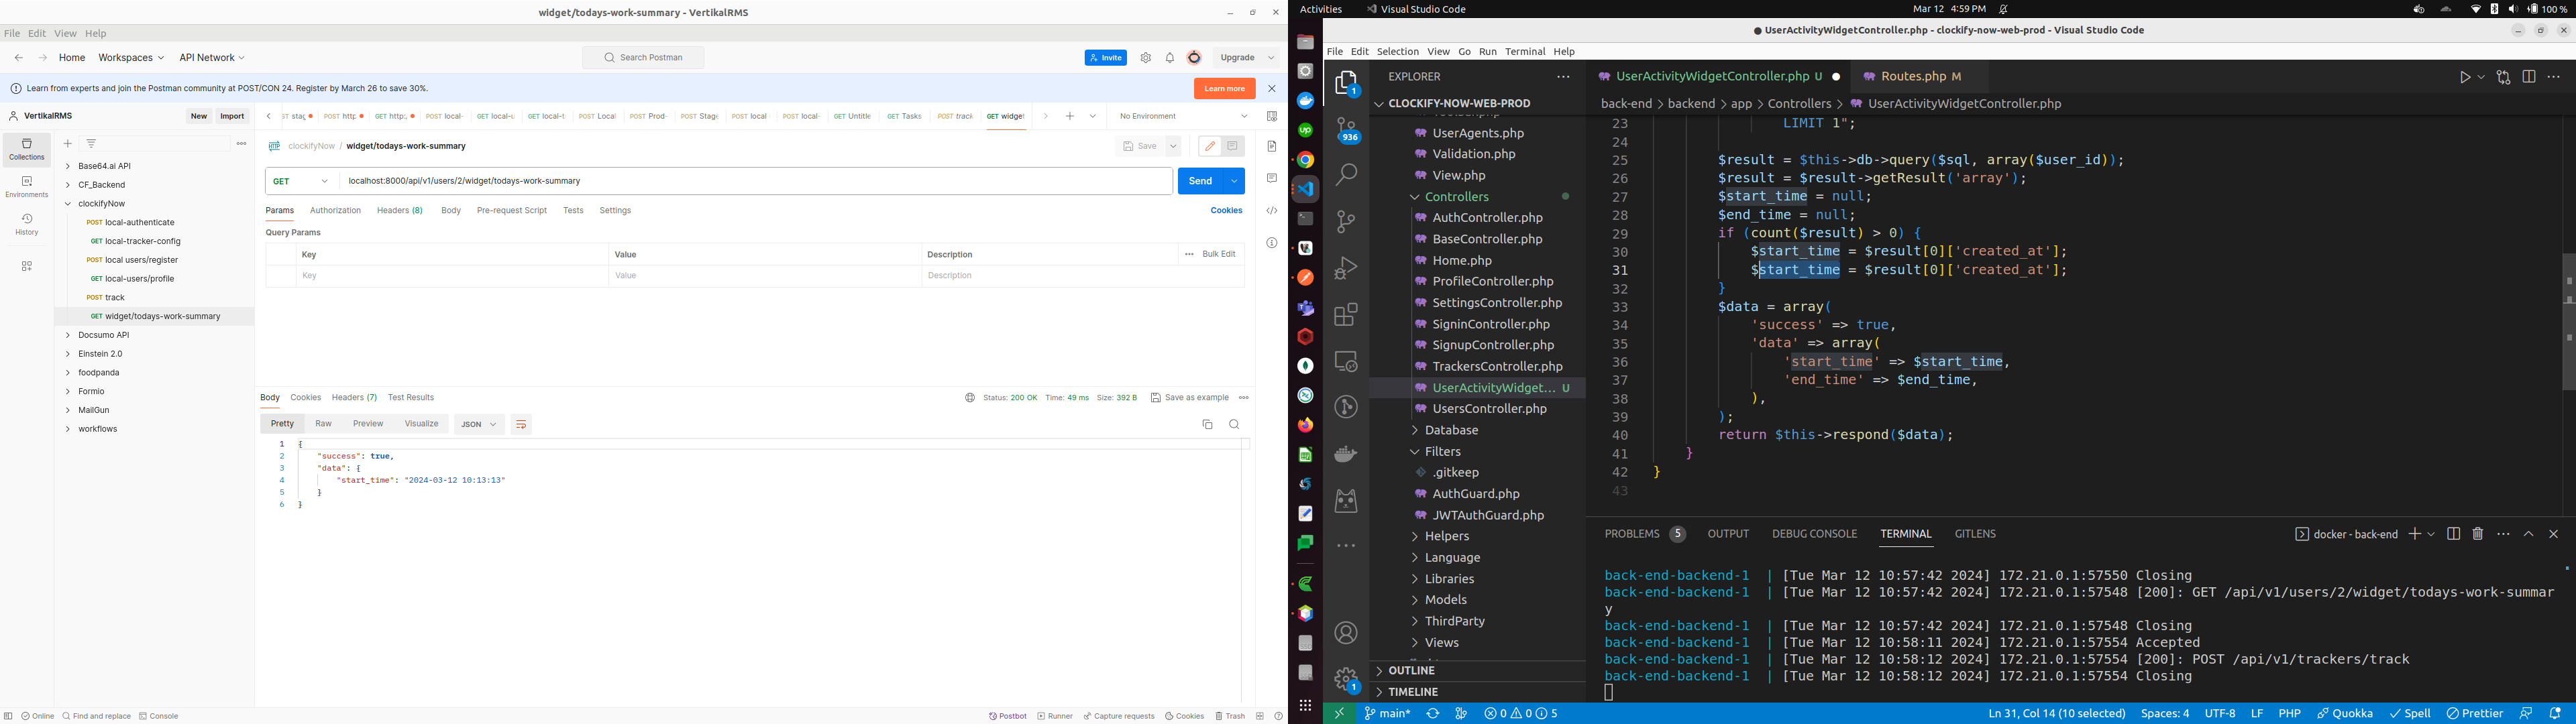 widget/todays-work-summary - VertikalRMS
File Edit View Help
Home Workspaces API Network
Search Postman
Invite
Upgrade
Learn from experts and join the Postman community at POST/CON 24. Register by March 26 to save 30%.
Learn more
VertikalRMS
New Import
POST http:
GET http:
POST local-
GET local-u
GET local-t
POST Local
POST Prod-
POST Stage
POST local
POST local-
GET Untitle
GET Tasks
POST track
GET widget
No Environment
Collections
Environments
History
Base64.ai API
CF_Backend
clockifyNow
POST local-authenticate
GET local-tracker-config
POST local users/register
GET local-users/profile
POST track
GET widget/todays-work-summary
Docsumo API
Einstein 2.0
foodpanda
Formio
MailGun
workflows
clockifyNow / widget/todays-work-summary
Save
GET localhost:8000/api/v1/users/2/widget/todays-work-summary
Send
Params Authorization Headers (8) Body Pre-request Script Tests Settings
Cookies
Query Params
Key Value Description
Bulk Edit
Key Value Description
Body Cookies Headers (7) Test Results
Status: 200 OK Time: 49 ms Size: 392 B
Save as example
Pretty Raw Preview Visualize JSON
1 {
2 "success": true,
3 "data": {
4 "start_time": "2024-03-12 10:13:13"
5 }
6 }
Online Find and replace Console
Postbot Runner Capture requests Cookies Trash
Activities Visual Studio Code
Mar 12 4:59 PM
100 %
UserActivityWidgetController.php - clockify-now-web-prod - Visual Studio Code
File Edit Selection View Go Run Terminal Help
EXPLORER
CLOCKIFY-NOW-WEB-PROD
1
936
1
UserAgents.php
Validation.php
View.php
Controllers
AuthController.php
BaseController.php
Home.php
ProfileController.php
SettingsController.php
SigninController.php
SignupController.php
TrackersController.php
UserActivityWidget... U
UsersController.php
Database
Filters
.gitkeep
AuthGuard.php
JWTAuthGuard.php
Helpers
Language
Libraries
Models
ThirdParty
Views
OUTLINE
TIMELINE
UserActivityWidgetController.php U
Routes.php M
back-end > backend > app > Controllers > UserActivityWidgetController.php
23 LIMIT 1";
24
25 $result = $this->db->query($sql, array($user_id));
26 $result = $result->getResult('array');
27 $start_time = null;
28 $end_time = null;
29 if (count($result) > 0) {
30 $start_time = $result[0]['created_at'];
31 $start_time = $result[0]['created_at'];
32 }
33 $data = array(
34 'success' => true,
35 'data' => array(
36 'start_time' => $start_time,
37 'end_time' => $end_time,
38 ),
39 );
40 return $this->respond($data);
41 }
42 }
43
PROBLEMS 5 OUTPUT DEBUG CONSOLE TERMINAL GITLENS
docker - back-end
back-end-backend-1 | [Tue Mar 12 10:57:42 2024] 172.21.0.1:57550 Closing
back-end-backend-1 | [Tue Mar 12 10:57:42 2024] 172.21.0.1:57548 [200]: GET /api/v1/users/2/widget/todays-work-summar
y
back-end-backend-1 | [Tue Mar 12 10:57:42 2024] 172.21.0.1:57548 Closing
back-end-backend-1 | [Tue Mar 12 10:58:11 2024] 172.21.0.1:57554 Accepted
back-end-backend-1 | [Tue Mar 12 10:58:12 2024] 172.21.0.1:57554 [200]: POST /api/v1/trackers/track
back-end-backend-1 | [Tue Mar 12 10:58:12 2024] 172.21.0.1:57554 Closing
main* 0 0 5
Ln 31, Col 14 (10 selected) Spaces: 4 UTF-8 LF PHP Quokka Spell Prettier